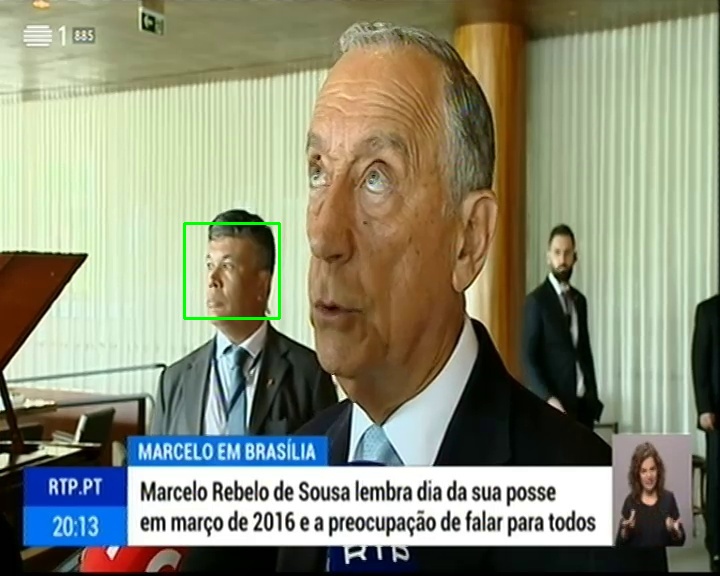 1 885
MARCELO EM BRASÍLIA
RTP.PT
Marcelo Rebelo de Sousa lembra dia da sua posse
20:13
em março de 2016 e a preocupação de falar para todos
RTP